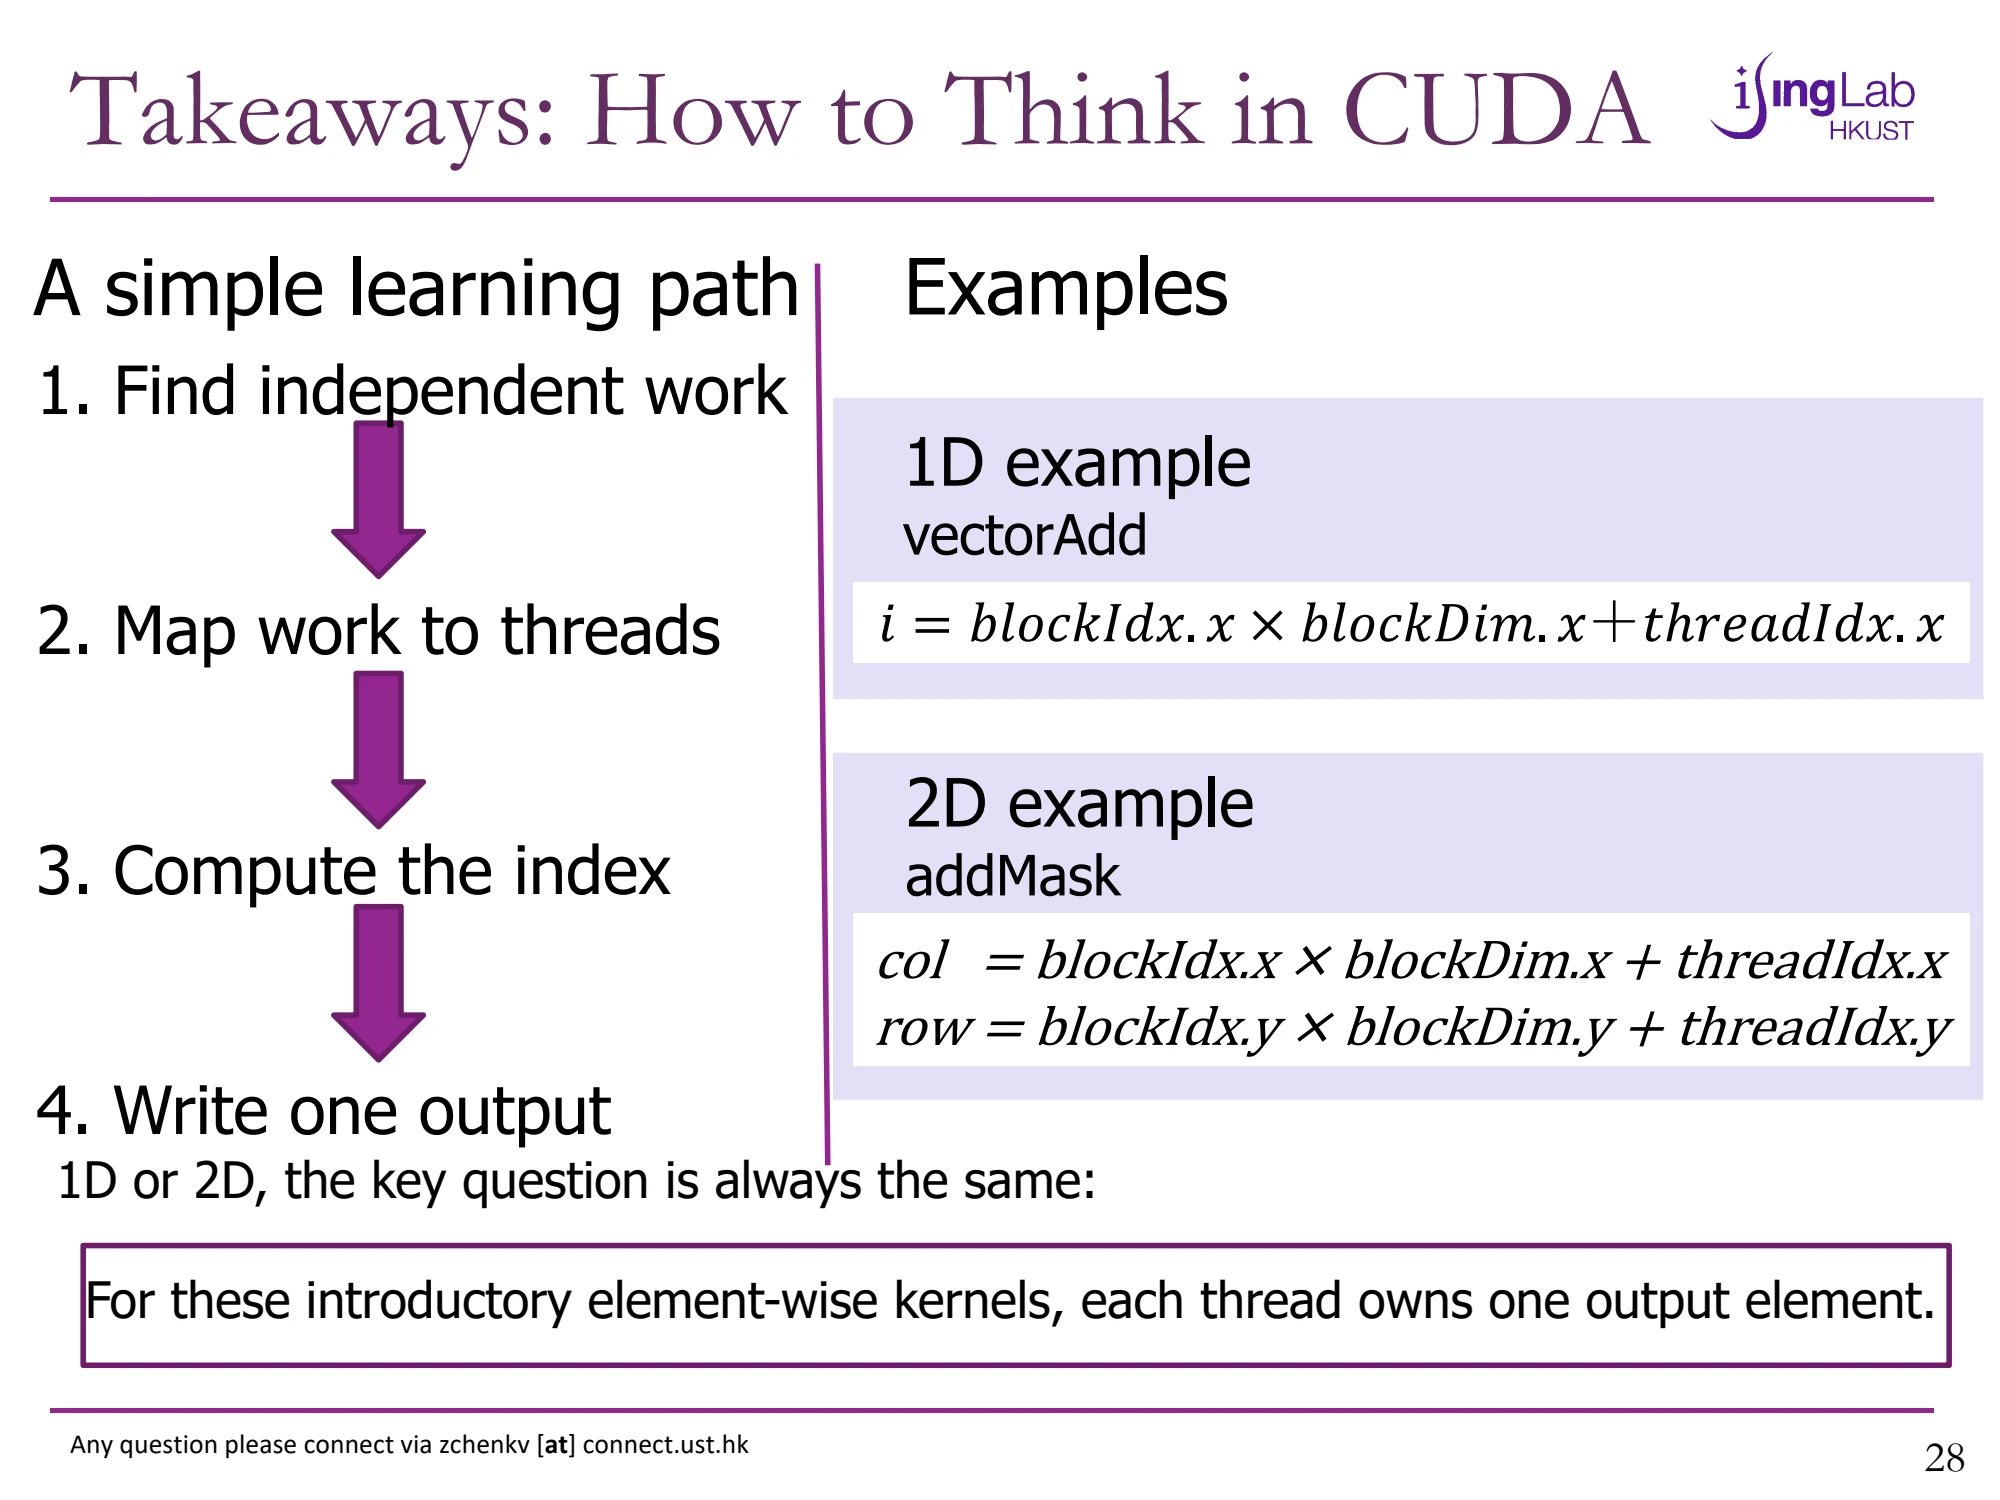 Takeaways: How to Think in CUDA
isingLab
HKUST
A simple learning path
1. Find independent work
2. Map work to threads
3. Compute the index
4. Write one output
Examples
1D example
vectorAdd
i = blockIdx.x × blockDim.x+threadIdx.x
2D example
addMask
col = blockIdx.x × blockDim.x + threadIdx.x
row = blockIdx.y × blockDim.y + threadIdx.y
1D or 2D, the key question is always the same:
For these introductory element-wise kernels, each thread owns one output element.
Any question please connect via zchenkv [at] connect.ust.hk
28